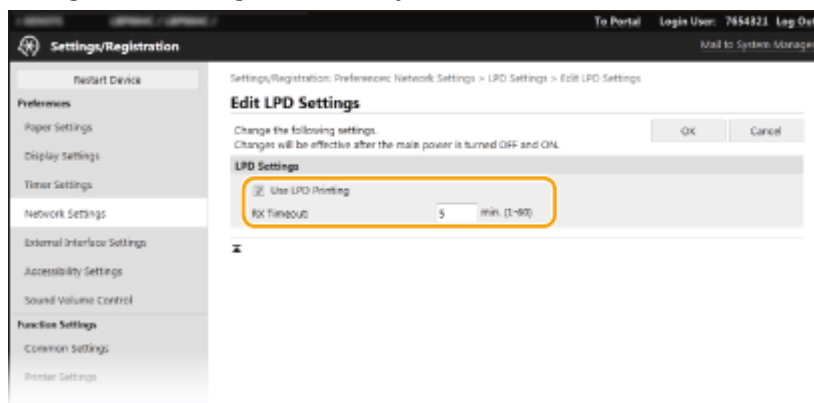 To Portal Login User: 7654321 Log Out
Settings/Registration
Mail to System Manager
Restart Device
Settings/Registration: Preferences: Network Settings > LPD Settings > Edit LPD Settings
Preferences
Edit LPD Settings
Paper Settings
Change the following settings.
OK
Cancel
Changes will be effective after the main power is turned OFF and ON.
Display Settings
LPD Settings
Timer Settings
Use LPD Printing
Network Settings
RX Timeout: 5 min. (1-60)
External Interface Settings
Accessibility Settings
Sound Volume Control
Function Settings
Common Settings
Printer Settings